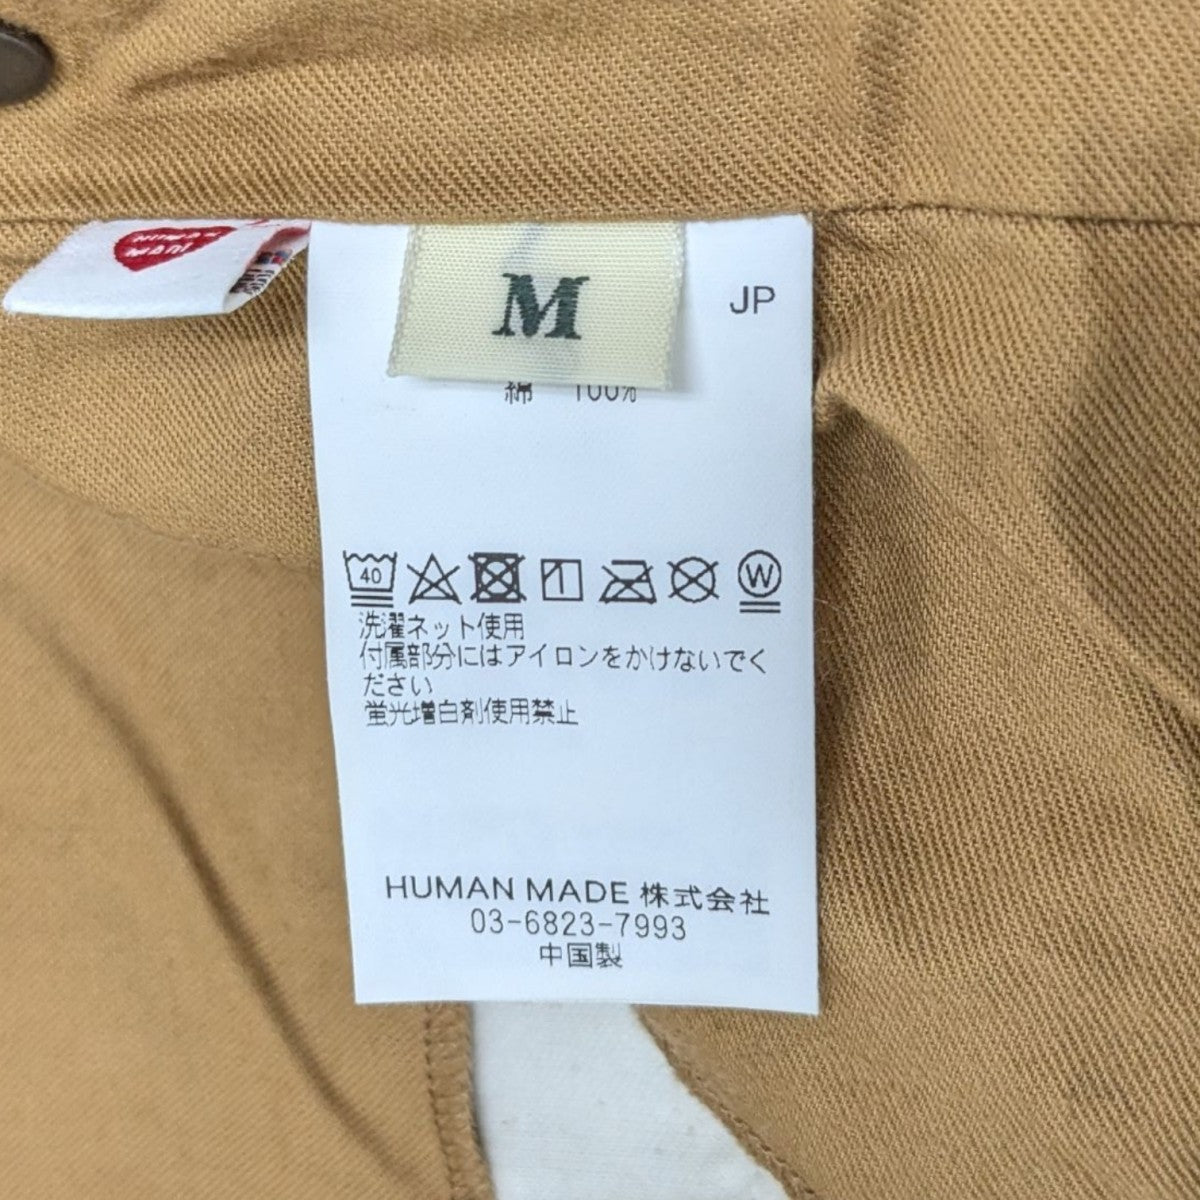 HUMAN
MADE
M
JP
綿 100%
40
W
洗濯ネット使用
付属部分にはアイロンをかけないでく
ださい
蛍光増白剤使用禁止
HUMAN MADE 株式会社
03-6823-7993
中国製